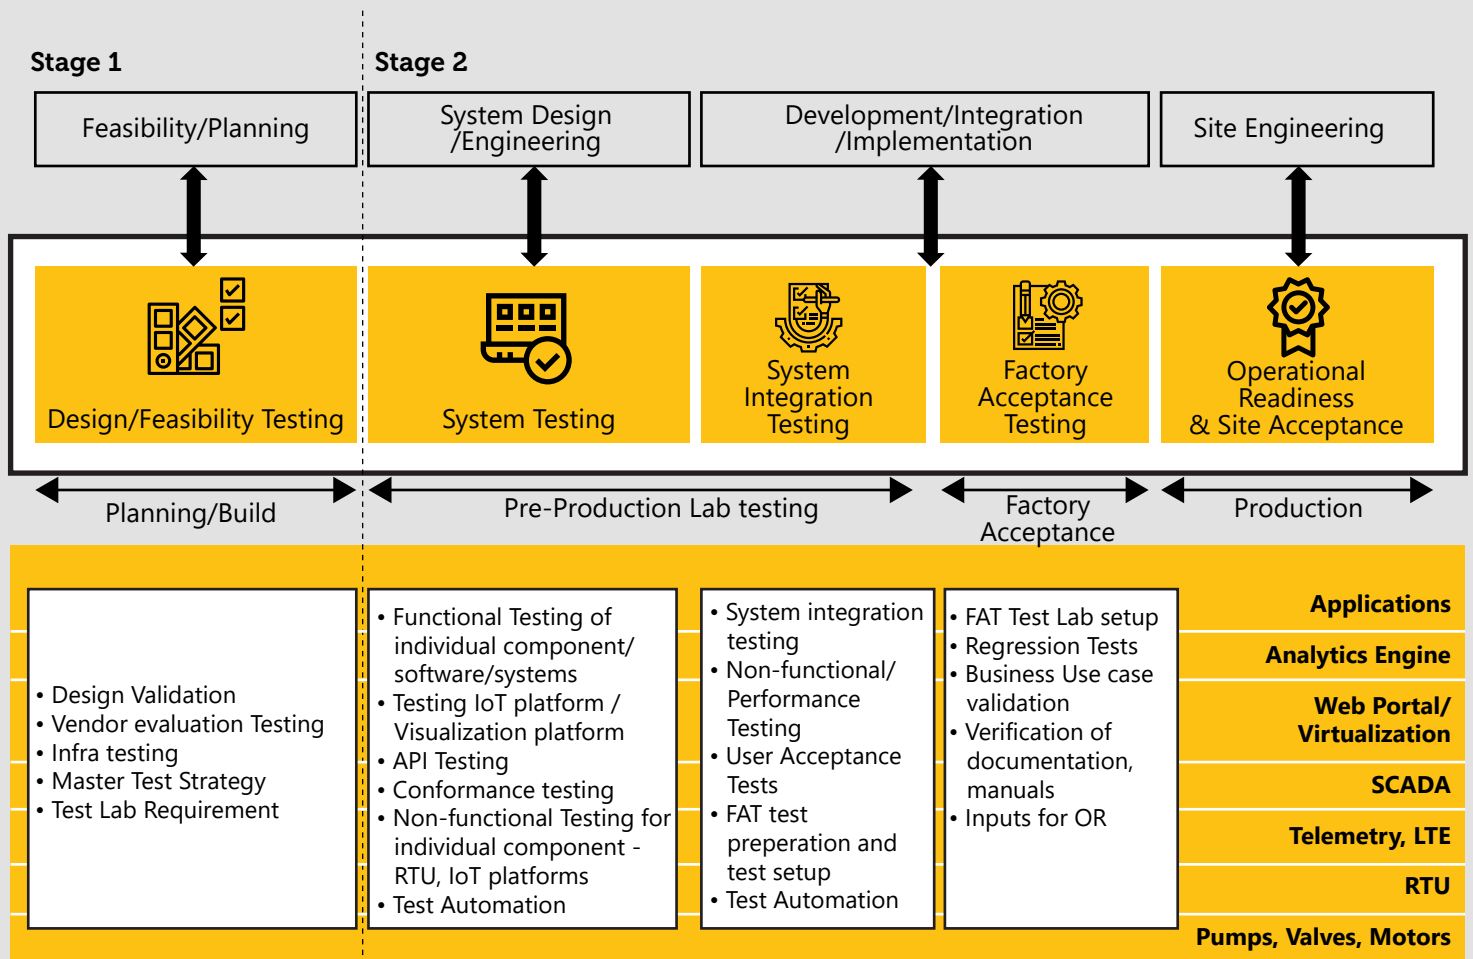 Stage 1
Stage 2
Feasibility/Planning
System Design
/Engineering
Development/Integration
/Implementation
Site Engineering
Design/Feasibility Testing
System Testing
System
Integration
Testing
Factory
Acceptance
Testing
Operational
Readiness
& Site Acceptance
Planning/Build
Pre-Production Lab testing
Factory
Acceptance
Production
• Design Validation
• Vendor evaluation Testing
• Infra testing
• Master Test Strategy
• Test Lab Requirement
• Functional Testing of
individual component/
software/systems
• Testing IoT platform /
Visualization platform
• API Testing
• Conformance testing
• Non-functional Testing for
individual component -
RTU, IoT platforms
• Test Automation
• System integration
testing
• Non-functional/
Performance
Testing
• User Acceptance
Tests
• FAT test
preperation and
test setup
• Test Automation
• FAT Test Lab setup
• Regression Tests
• Business Use case
validation
• Verification of
documentation,
manuals
• Inputs for OR
Applications
Analytics Engine
Web Portal/
Virtualization
SCADA
Telemetry, LTE
RTU
Pumps, Valves, Motors